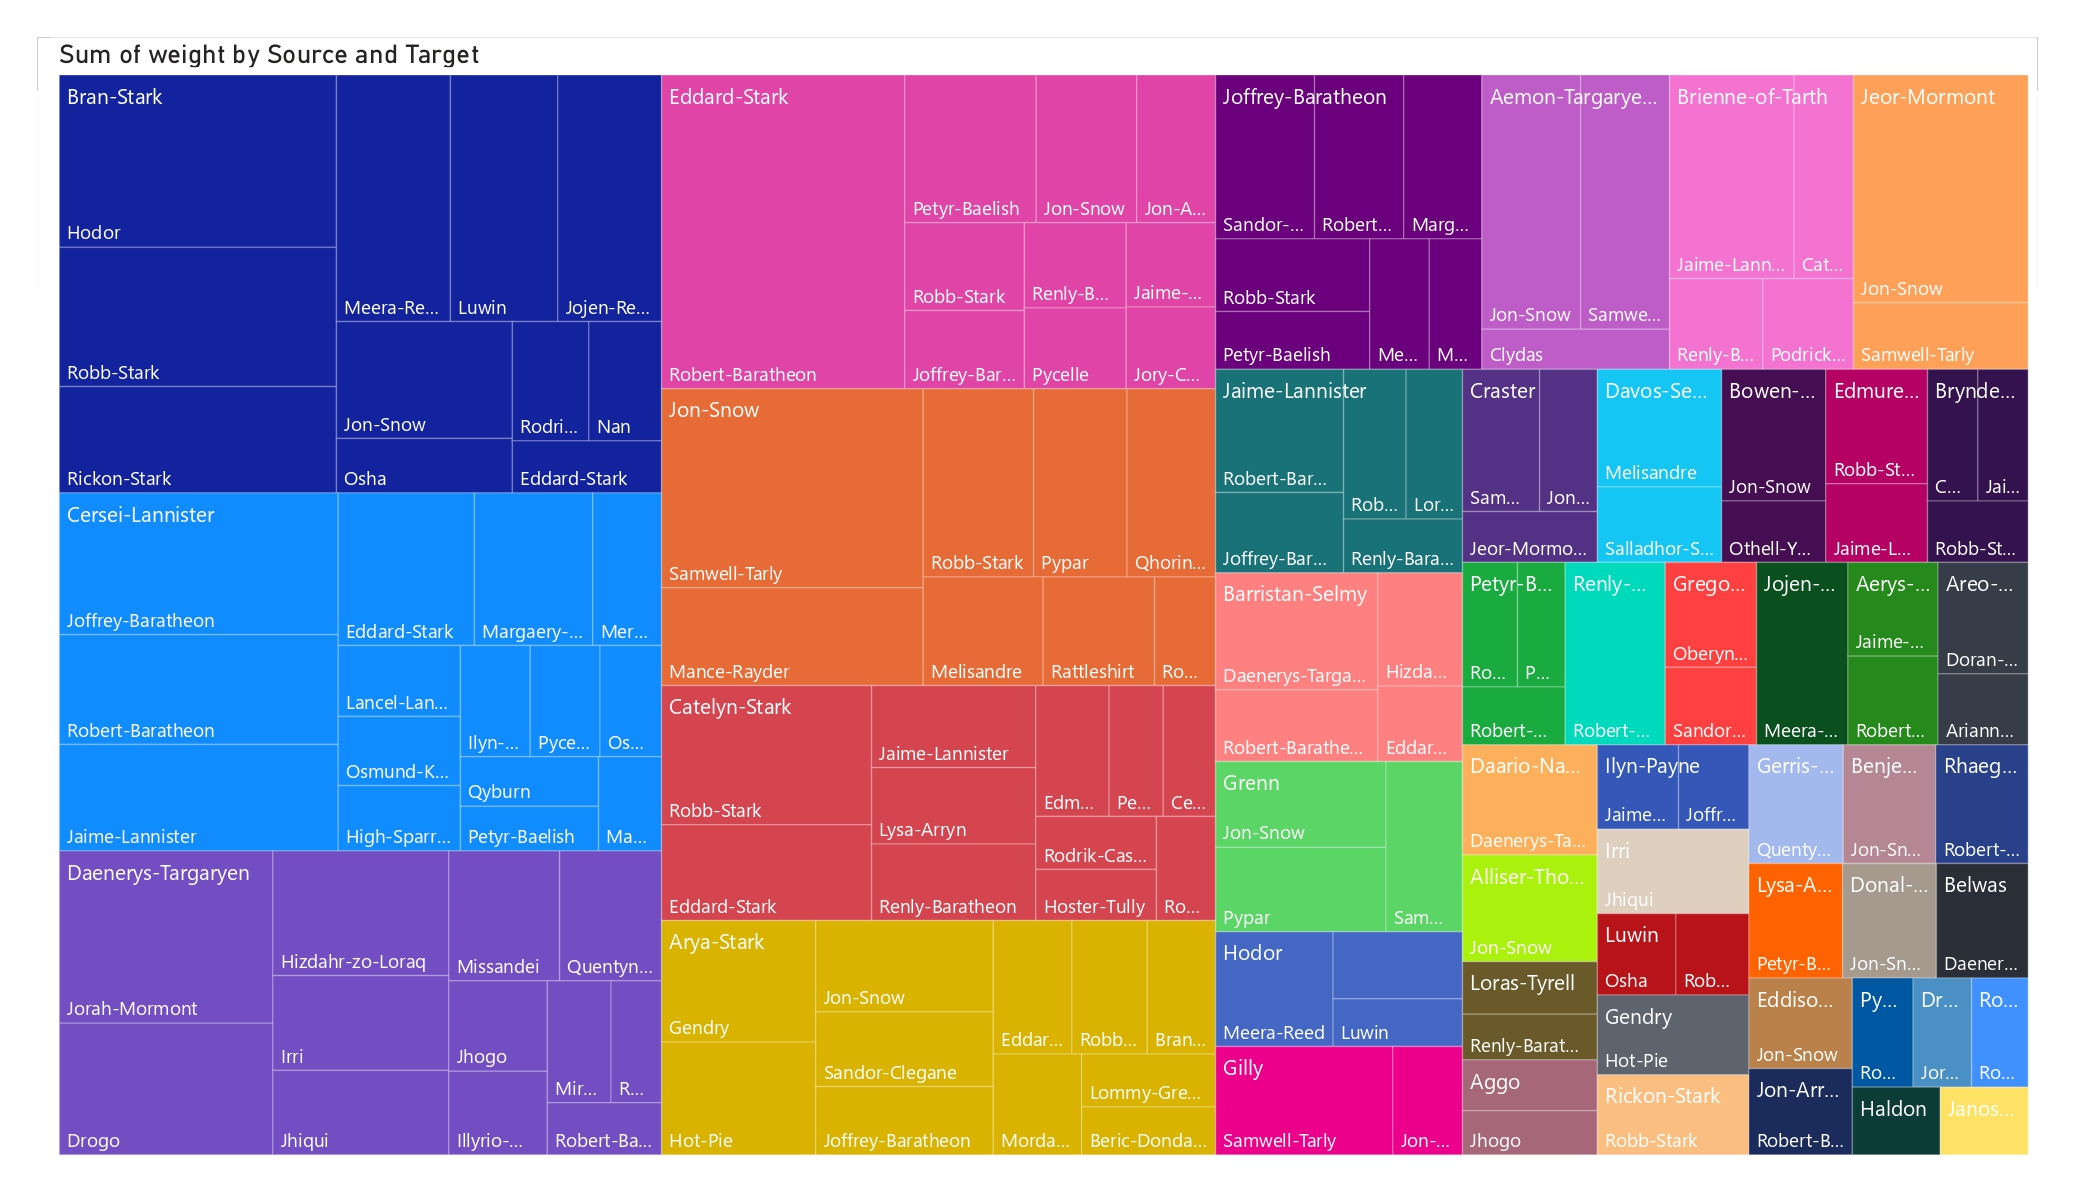 Sum of weight by Source and Target
Bran-Stark
Hodor
Robb-Stark
Rickon-Stark
Meera-Re...
Luwin
Jojen-Re...
Jon-Snow
Rodri...
Nan
Osha
Eddard-Stark
Cersei-Lannister
Joffrey-Baratheon
Robert-Baratheon
Jaime-Lannister
Eddard-Stark
Margaery-...
Mer...
Lancel-Lan...
Osmund-K...
High-Sparr...
Ilyn-...
Pyce...
Os...
Qyburn
Petyr-Baelish
Ma...
Daenerys-Targaryen
Jorah-Mormont
Drogo
Hizdahr-zo-Loraq
Irri
Jhiqui
Missandei
Quentyn...
Jhogo
Illyrio-...
Mir...
R...
Robert-Ba...
Eddard-Stark
Robert-Baratheon
Petyr-Baelish
Jon-Snow
Jon-A...
Robb-Stark
Renly-B...
Jaime-...
Joffrey-Bar...
Pycelle
Jory-C...
Jon-Snow
Samwell-Tarly
Mance-Rayder
Robb-Stark
Pypar
Qhorin...
Melisandre
Rattleshirt
Ro...
Catelyn-Stark
Robb-Stark
Eddard-Stark
Jaime-Lannister
Lysa-Arryn
Renly-Baratheon
Edm...
Pe...
Ce...
Rodrik-Cas...
Hoster-Tully
Ro...
Arya-Stark
Gendry
Hot-Pie
Jon-Snow
Sandor-Clegane
Joffrey-Baratheon
Eddar...
Robb...
Bran...
Morda...
Lommy-Gre...
Beric-Donda...
Joffrey-Baratheon
Sandor-...
Robert...
Marg...
Robb-Stark
Petyr-Baelish
Me...
M...
Aemon-Targarye...
Jon-Snow
Samwe...
Clydas
Brienne-of-Tarth
Jaime-Lann...
Cat...
Renly-B...
Podrick...
Jeor-Mormont
Jon-Snow
Samwell-Tarly
Jaime-Lannister
Robert-Bar...
Joffrey-Bar...
Rob...
Lor...
Renly-Bara...
Craster
Sam...
Jon...
Jeor-Mormo...
Davos-Se...
Melisandre
Salladhor-S...
Bowen-...
Jon-Snow
Othell-Y...
Edmure...
Robb-St...
Jaime-L...
Brynde...
C...
Jai...
Robb-St...
Barristan-Selmy
Daenerys-Targa...
Robert-Barathe...
Hizda...
Eddar...
Petyr-B...
Ro...
P...
Robert-...
Renly-...
Robert-...
Grego...
Oberyn...
Sandor...
Jojen-...
Meera-...
Aerys-...
Jaime-...
Robert...
Areo-...
Doran-...
Ariann...
Grenn
Jon-Snow
Pypar
Sam...
Hodor
Meera-Reed
Luwin
Gilly
Samwell-Tarly
Jon-...
Daario-Na...
Daenerys-Ta...
Alliser-Tho...
Jon-Snow
Loras-Tyrell
Renly-Barat...
Aggo
Jhogo
Ilyn-Payne
Jaime...
Joffr...
Irri
Jhiqui
Luwin
Osha
Rob...
Gendry
Hot-Pie
Rickon-Stark
Robb-Stark
Gerris-...
Quenty...
Benje...
Jon-Sn...
Rhaeg...
Robert-...
Lysa-A...
Petyr-B...
Donal-...
Jon-Sn...
Belwas
Daener...
Eddiso...
Jon-Snow
Jon-Arr...
Robert-B...
Py...
Ro...
Dr...
Jor...
Ro...
Ro...
Haldon
Janos...